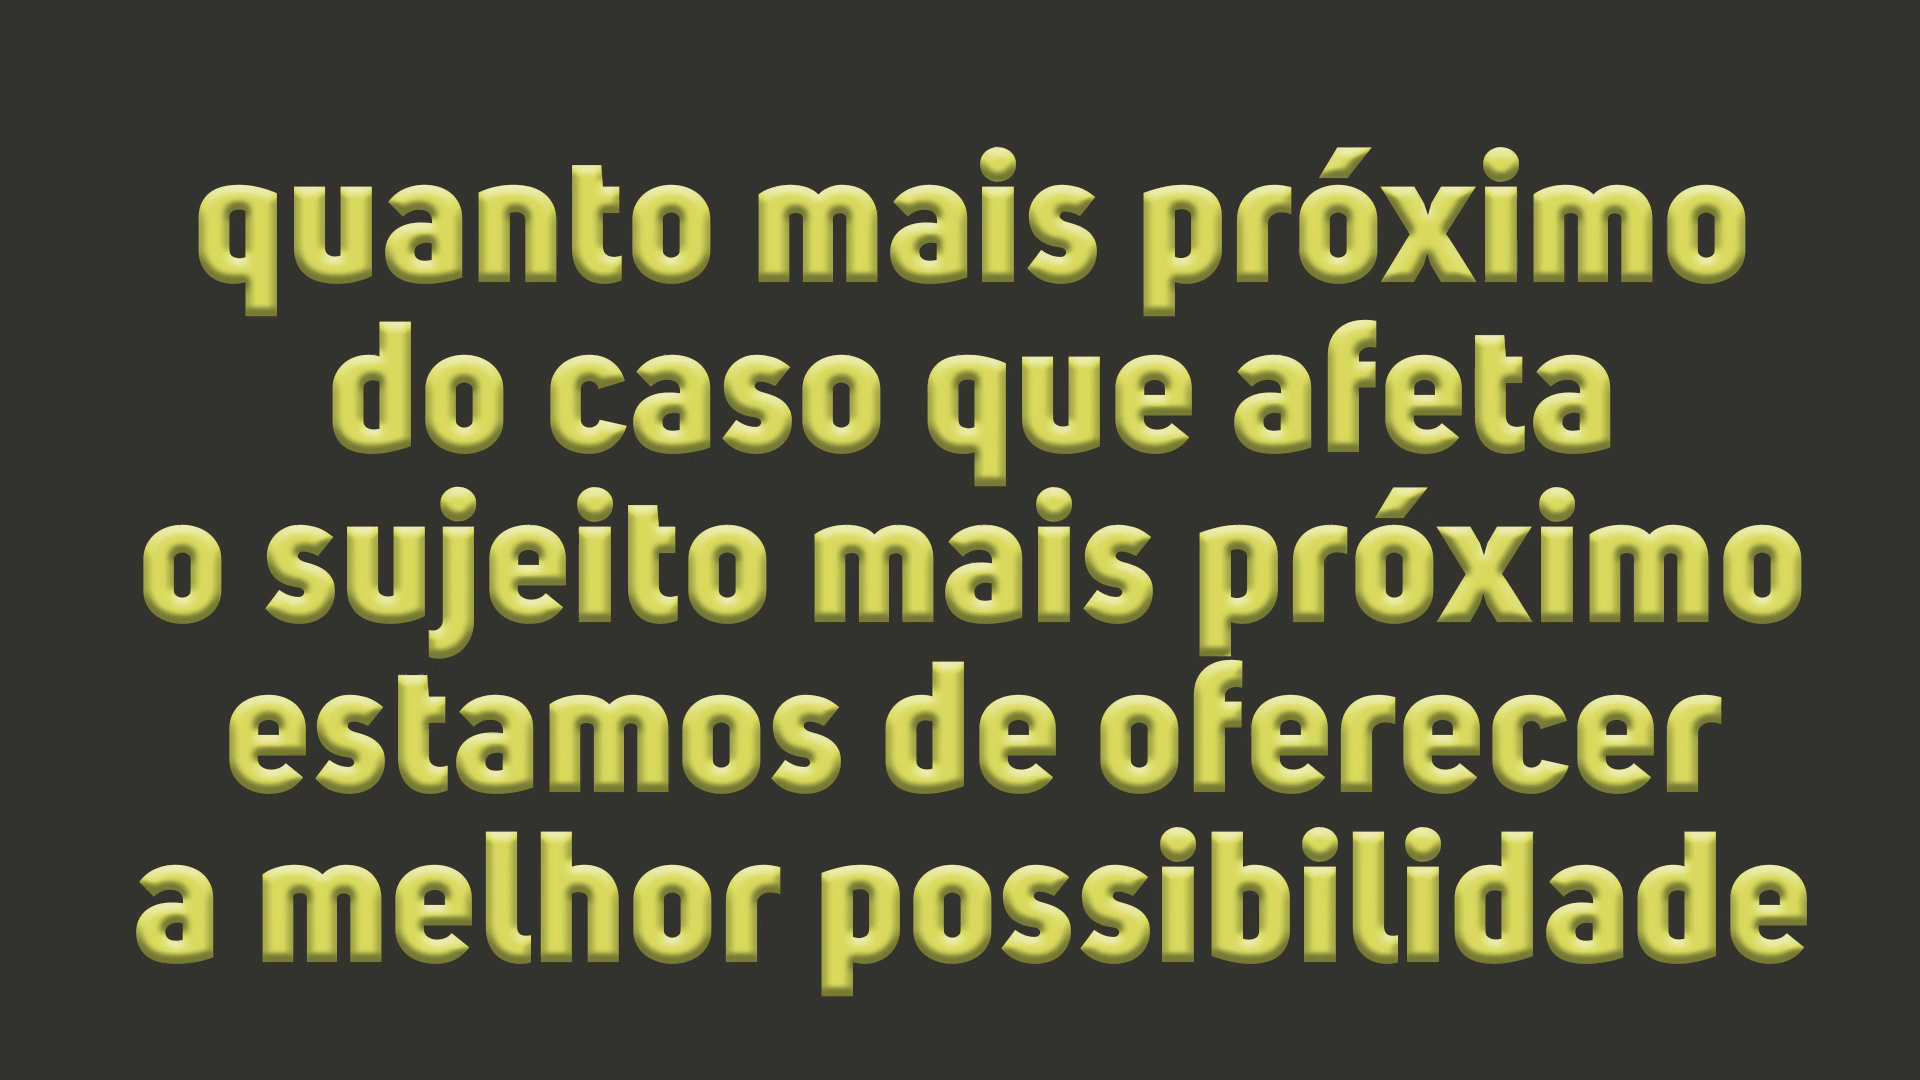 quanto mais próximo
do caso que afeta
o sujeito mais próximo
estamos de oferecer
a melhor possibilidade